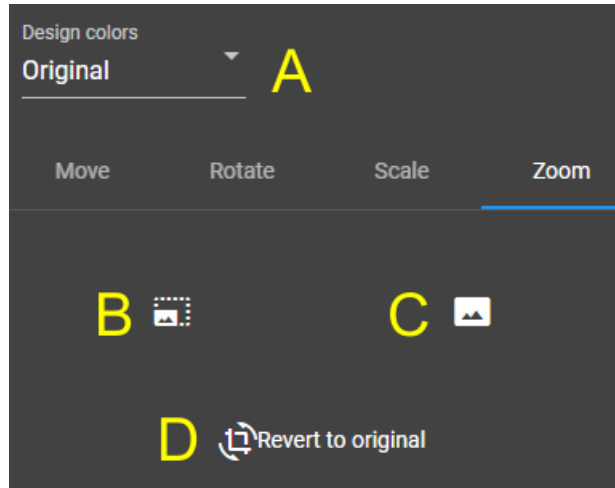 Design colors
Original
A
Move Rotate Scale Zoom
B C
D Revert to original